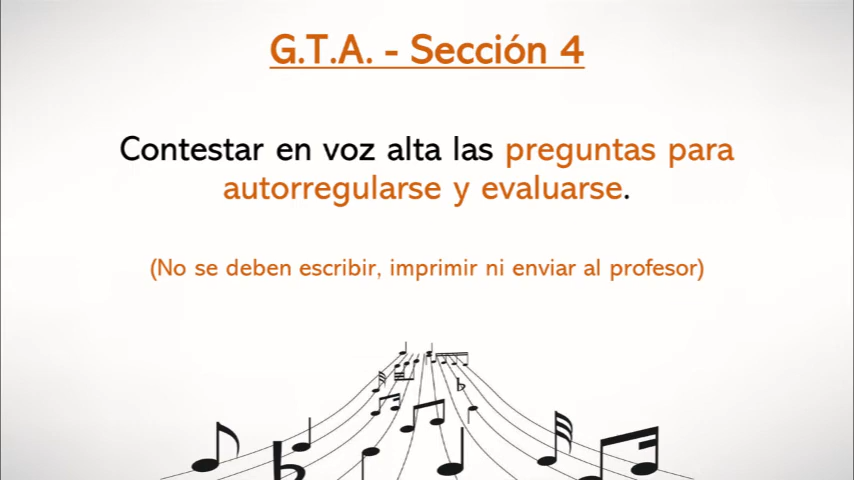 G.T.A. - Sección 4
Contestar en voz alta las preguntas para
autorregularse y evaluarse.
(No se deben escribir, imprimir ni enviar al profesor)